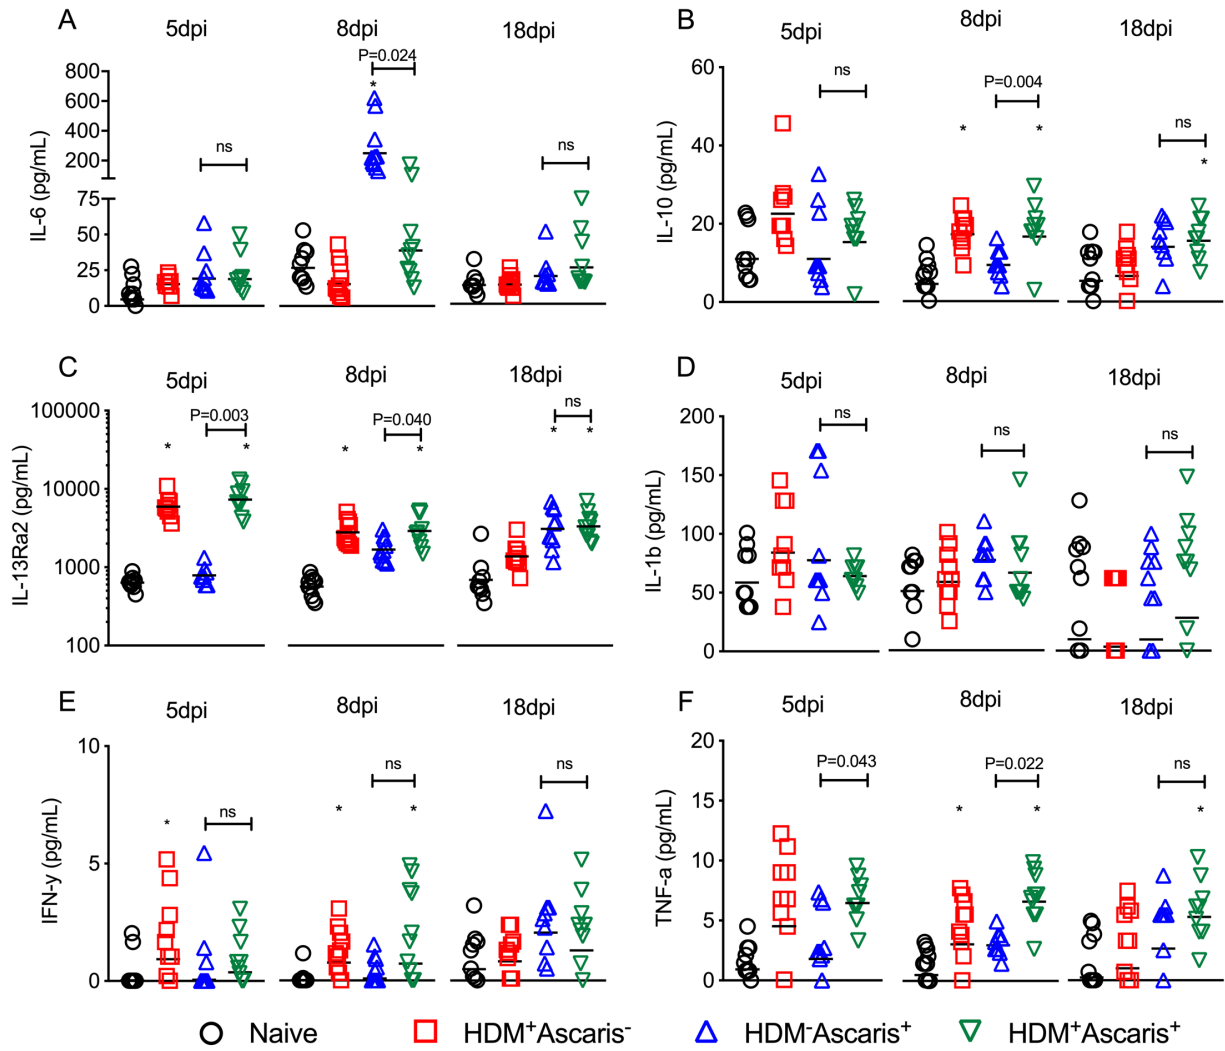 A
5dpi
8dpi
18dpi
P=0.024
*
ns
ns
IL-6 (pg/mL)
800
600
400
200
75
50
25
0
B
5dpi
8dpi
18dpi
ns
P=0.004
ns
*
*
*
IL-10 (pg/mL)
60
40
20
0
C
5dpi
8dpi
18dpi
P=0.003
P=0.040
ns
*
*
*
*
*
*
IL-13Ra2 (pg/mL)
100000
10000
1000
100
D
5dpi
8dpi
18dpi
ns
ns
ns
IL-1b (pg/mL)
200
150
100
50
0
E
5dpi
8dpi
18dpi
ns
ns
ns
*
*
*
IFN-y (pg/mL)
10
5
0
F
5dpi
8dpi
18dpi
P=0.043
P=0.022
ns
*
*
*
TNF-a (pg/mL)
20
15
10
5
0
Naive
HDM⁺Ascaris⁻
HDM⁻Ascaris⁺
HDM⁺Ascaris⁺